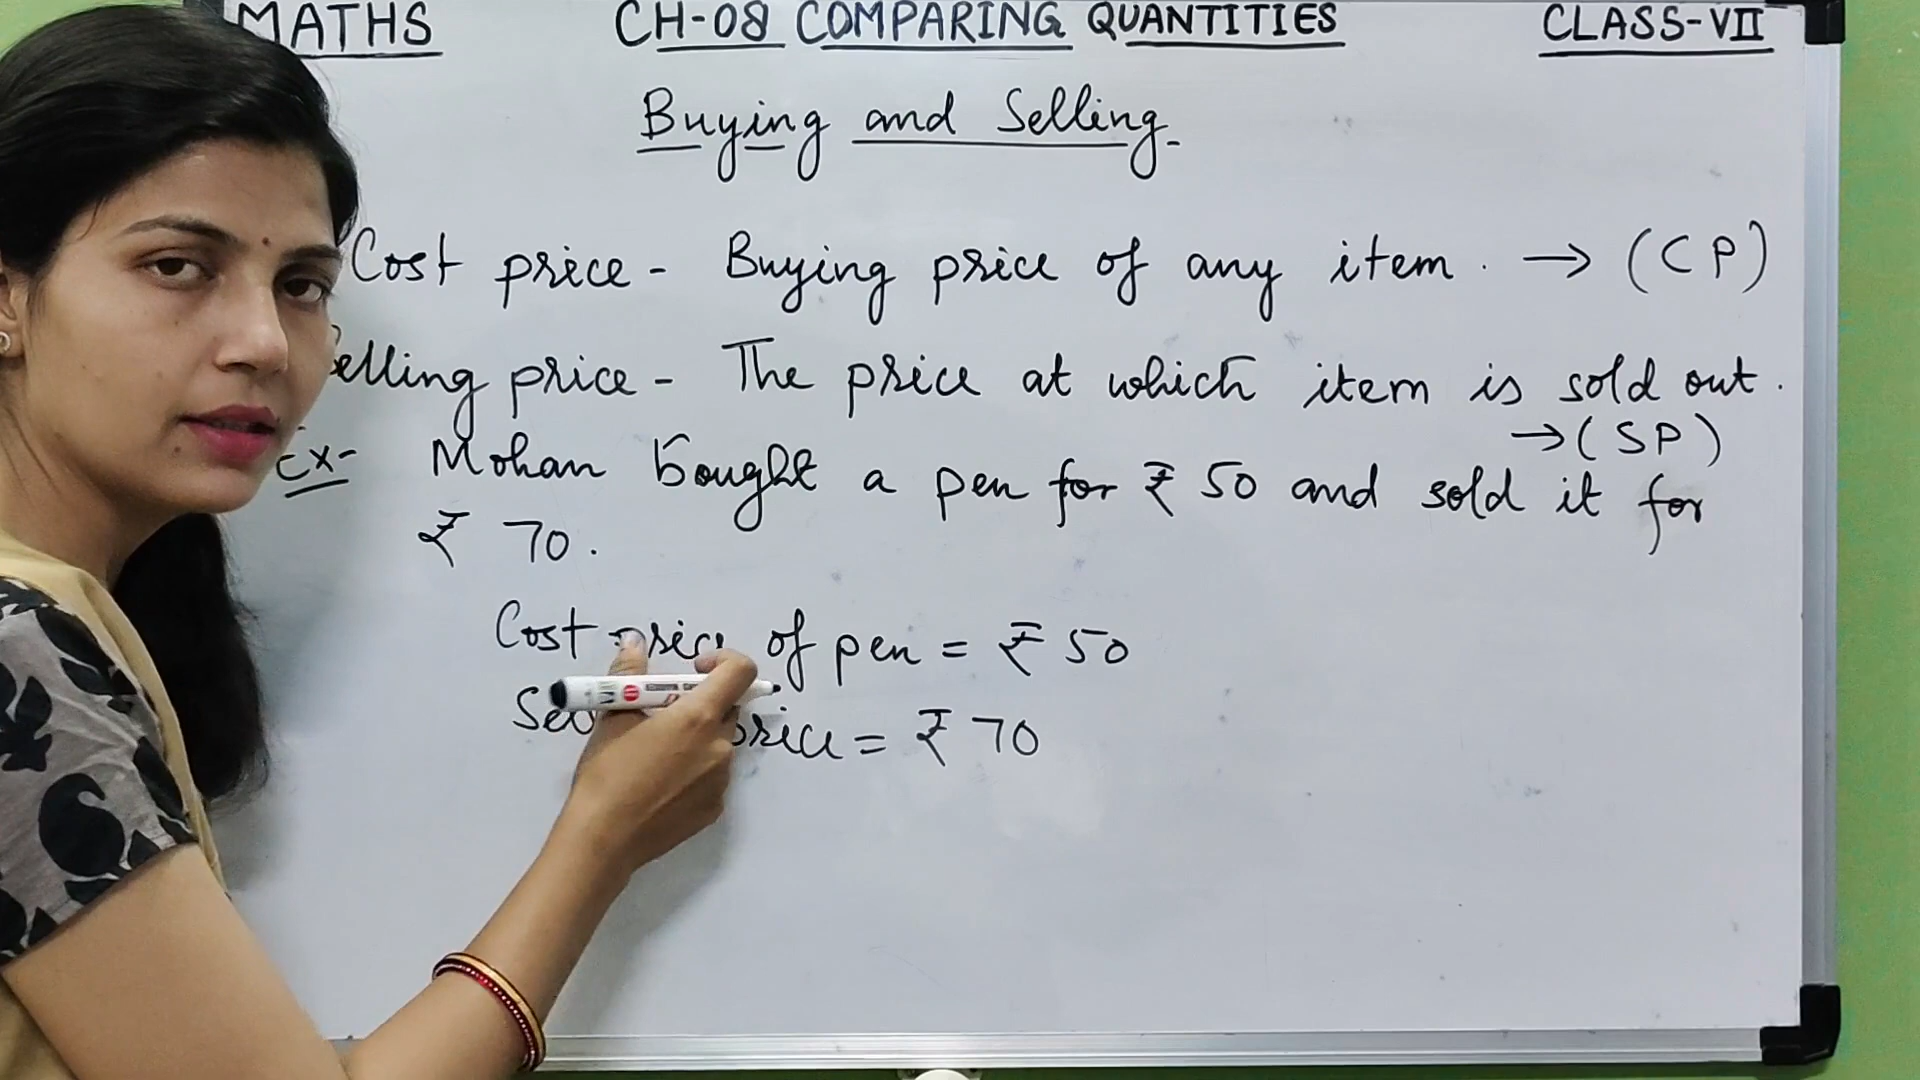 MATHS CH-08 COMPARING QUANTITIES CLASS-VII
Buying and Selling
Cost price - Buying price of any item. → (CP)
elling price - The price at which item is sold out.
→ (SP)
Ex- Mohan bought a pen for ₹ 50 and sold it for
₹ 70.
Cost price of pen = ₹ 50
price = ₹ 70